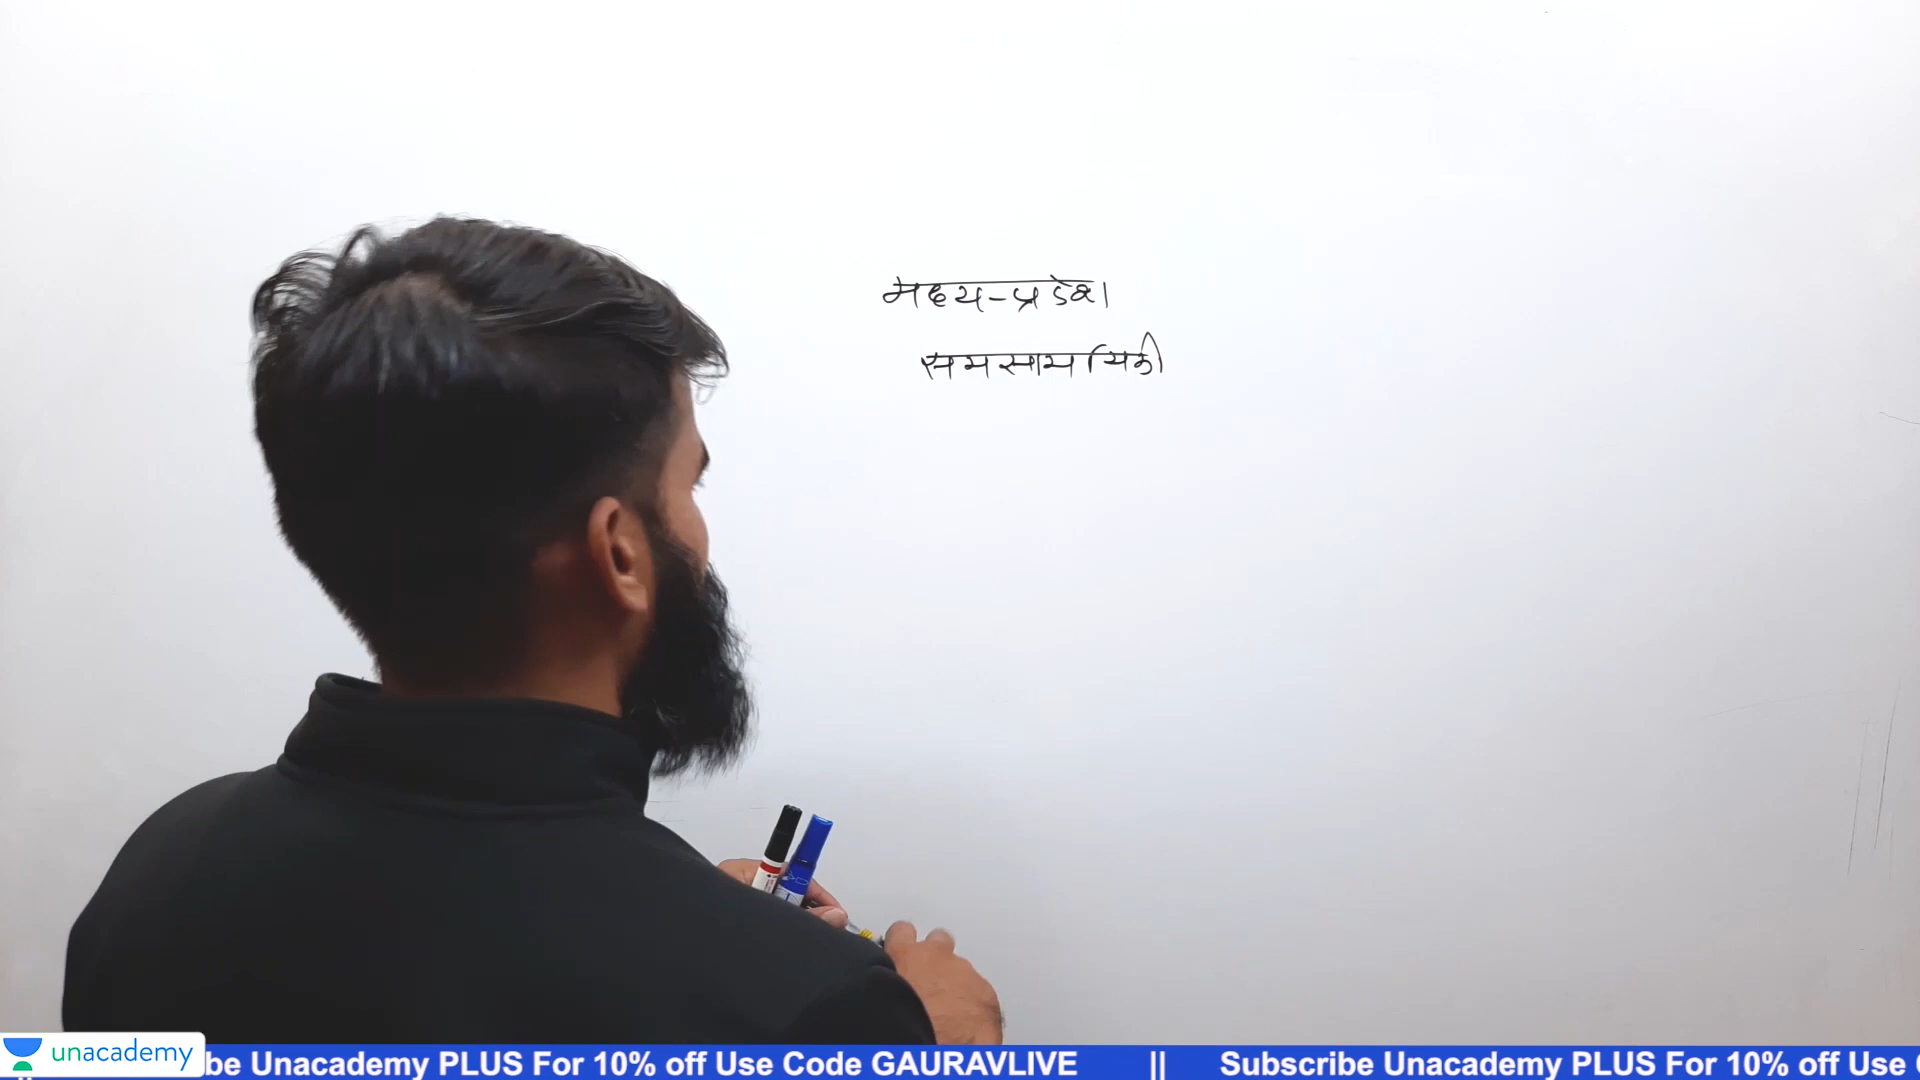 मध्य-प्रदेश
समसामयिकी
unacademy
be Unacademy PLUS For 10% off Use Code GAURAVLIVE || Subscribe Unacademy PLUS For 10% off Use